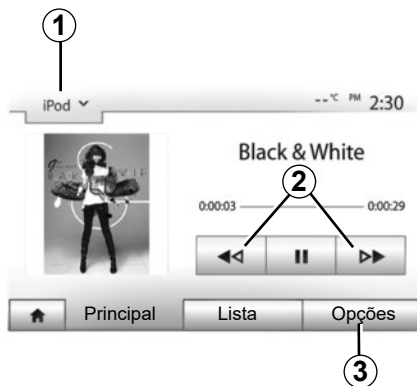 1
iPod
--°C PM 2:30
Black & White
2
0:00:03 0:00:29
Principal Lista Opções
3